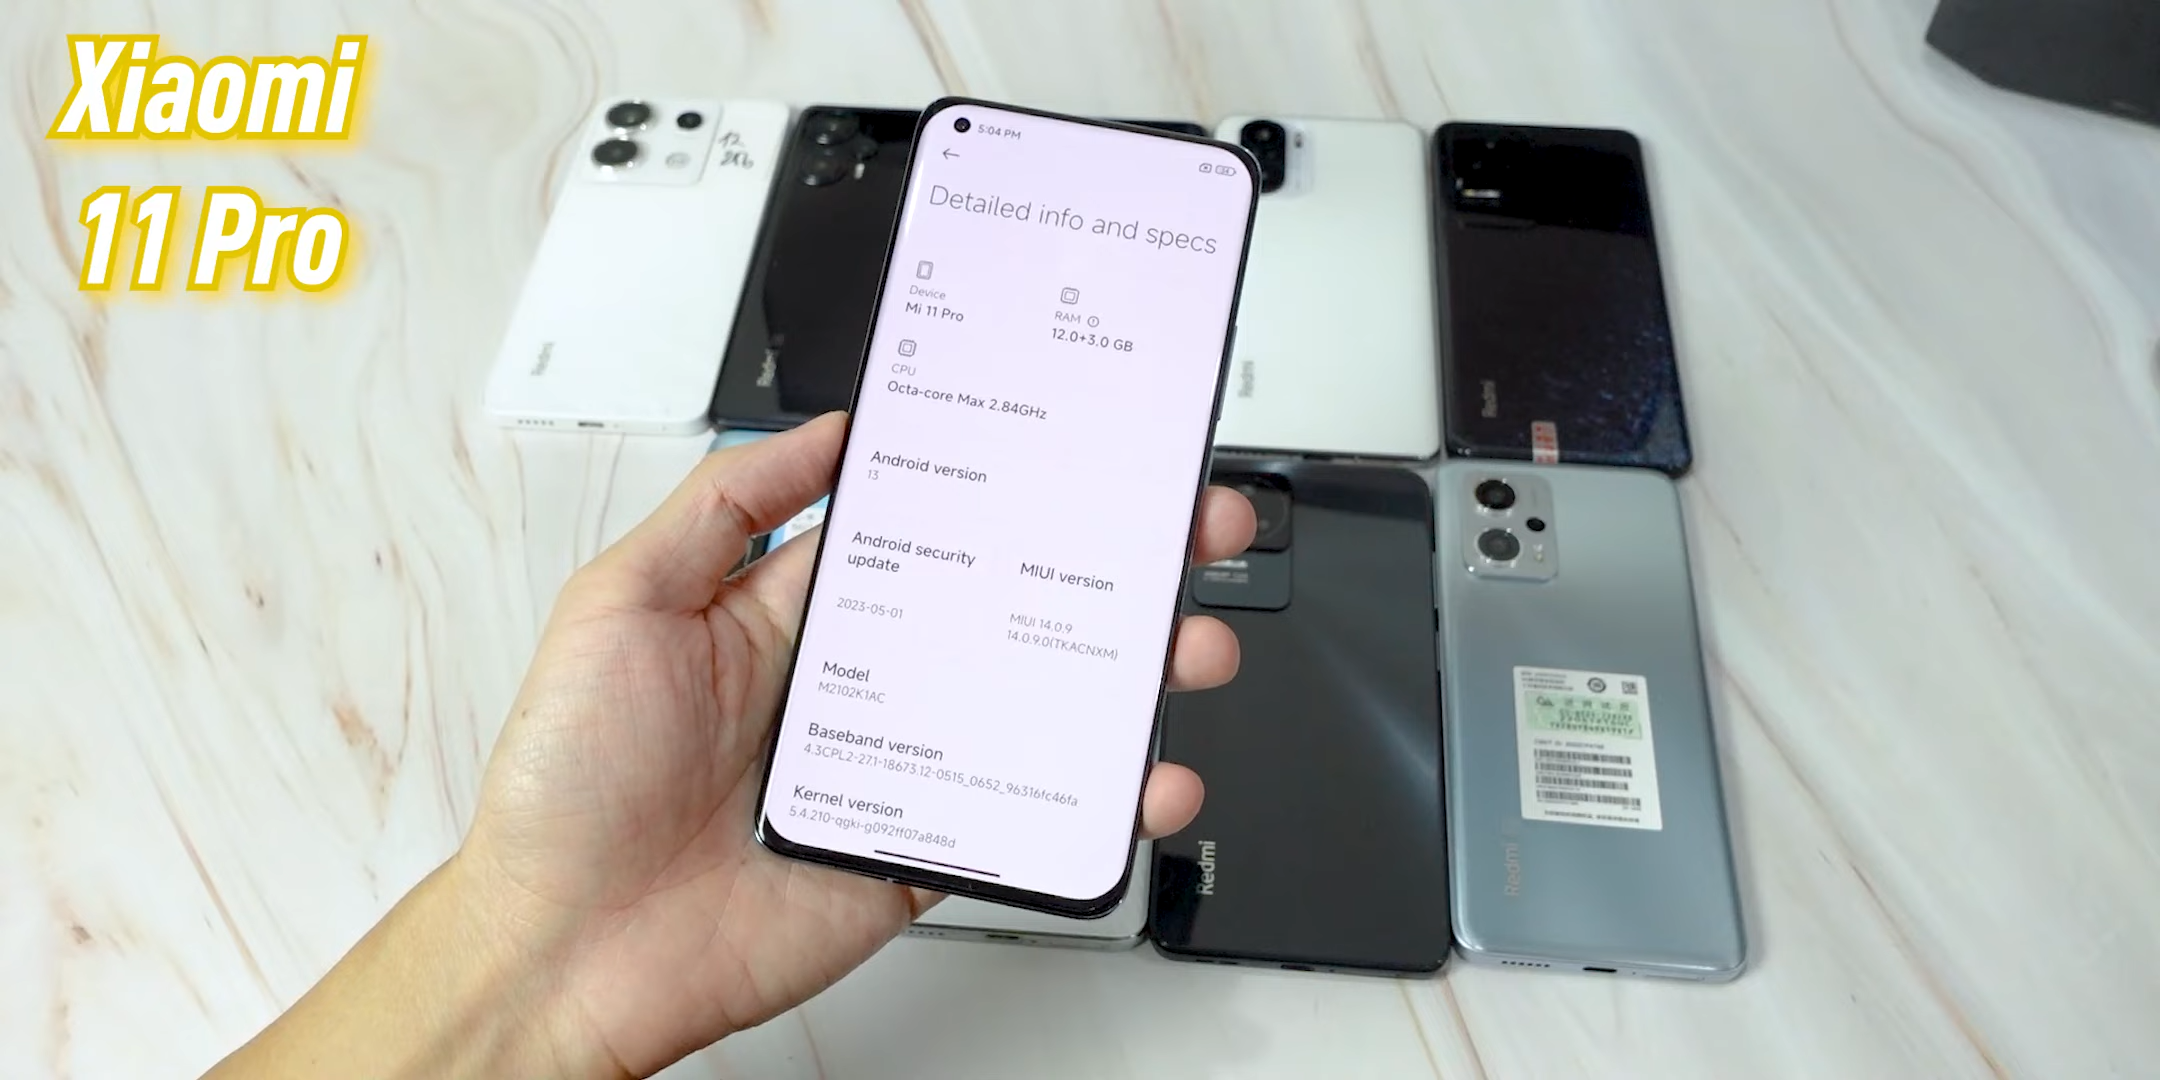 Xiaomi
11 Pro
5:04 PM
Detailed info and specs
Device
Mi 11 Pro
RAM
12.0+3.0 GB
CPU
Octa-core Max 2.84GHz
Android version
13
Android security
update
2023-05-01
MIUI version
MIUI 14.0.9
14.0.9.0(TKACNXM)
Model
M2102K1AC
Baseband version
4.3CPL2-27.1-18673.12-0515_0652_96316fc46fa
Kernel version
5.4.210-qgki-g092ff07a848d
Redmi
Redmi
Redmi
Redmi
Redmi
Redmi